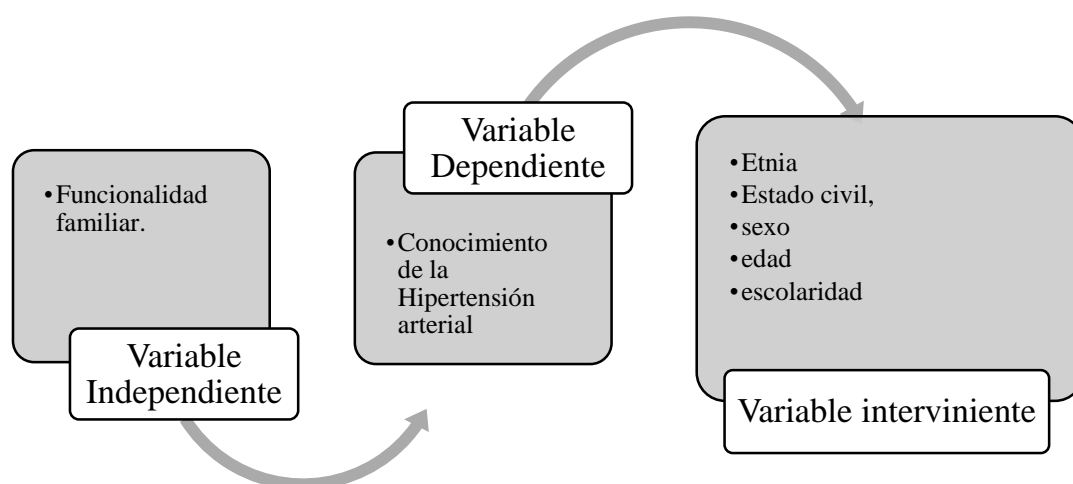 •Funcionalidad
familiar.
Variable
Independiente
Variable
Dependiente
•Conocimiento
de la
Hipertensión
arterial
•Etnia
•Estado civil,
•sexo
•edad
•escolaridad
Variable interviniente